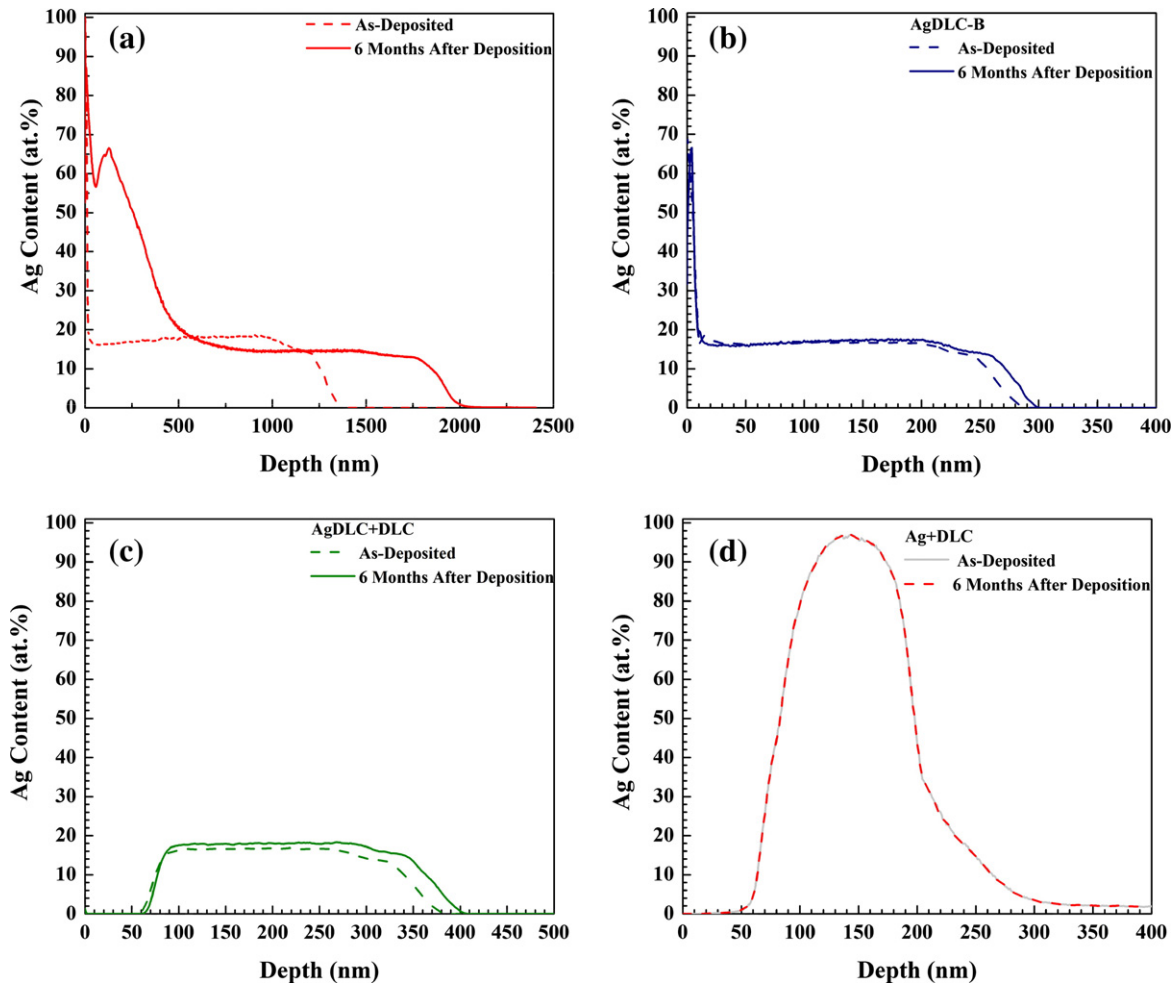 (a)
As-Deposited
6 Months After Deposition
Ag Content (at.%)
100
90
80
70
60
50
40
30
20
10
0
0 500 1000 1500 2000 2500
Depth (nm)
(b)
AgDLC-B
As-Deposited
6 Months After Deposition
Ag Content (at.%)
100
90
80
70
60
50
40
30
20
10
0
0 50 100 150 200 250 300 350 400
Depth (nm)
(c)
AgDLC+DLC
As-Deposited
6 Months After Deposition
Ag Content (at.%)
100
90
80
70
60
50
40
30
20
10
0
0 50 100 150 200 250 300 350 400 450 500
Depth (nm)
(d)
Ag+DLC
As-Deposited
6 Months After Deposition
Ag Content (at.%)
100
90
80
70
60
50
40
30
20
10
0
0 50 100 150 200 250 300 350 400
Depth (nm)